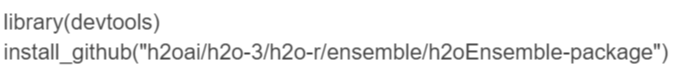 library(devtools)
install_github("h2oai/h2o-3/h2o-r/ensemble/h2oEnsemble-package")